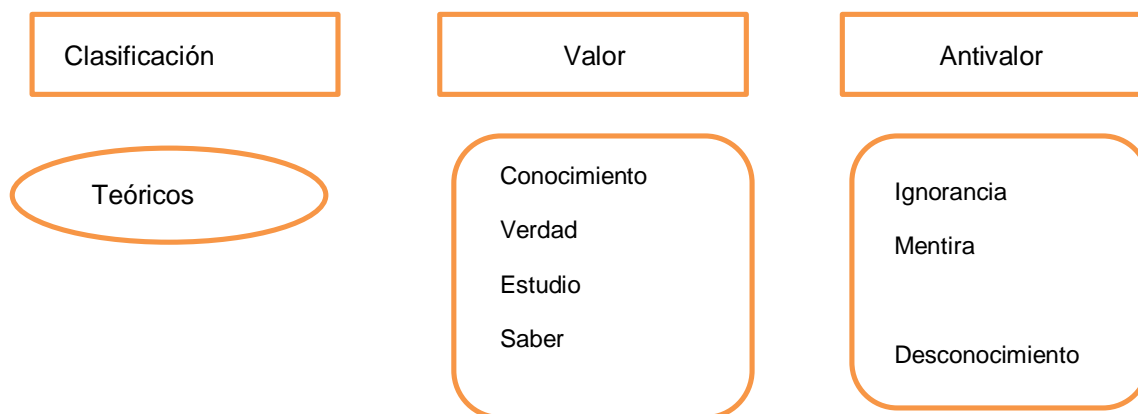 Clasificación
Valor
Antivalor
Teóricos
Conocimiento
Verdad
Estudio
Saber
Ignorancia
Mentira
Desconocimiento